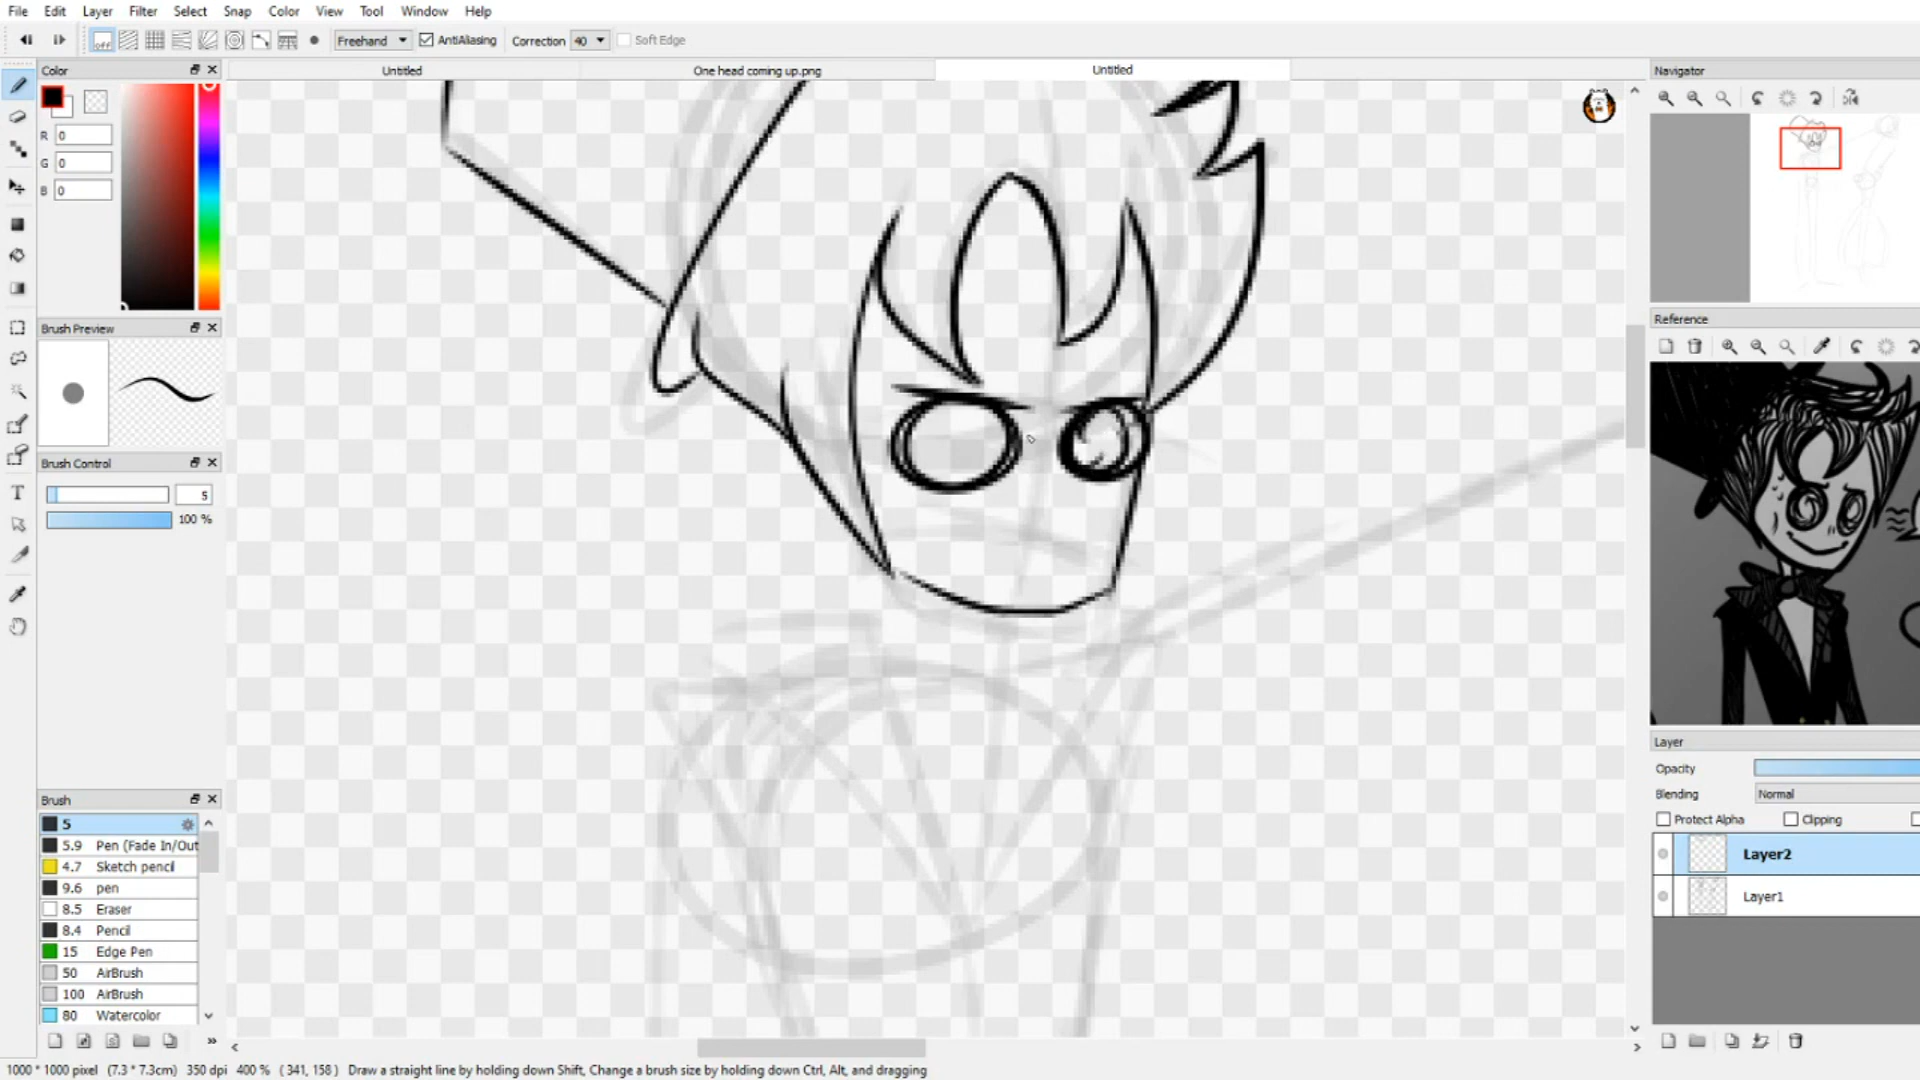 File Edit Layer Filter Select Snap Color View Tool Window Help
off Freehand AntiAliasing Correction 40 Soft Edge
Color
Untitled One head coming up.png Untitled
Navigator
R 0
G 0
B 0
Brush Preview
Reference
Brush Control
5
100 %
Layer
Opacity
Blending Normal
Protect Alpha Clipping
Layer2
Layer1
Brush
5
5.9 Pen (Fade In/Out
4.7 Sketch pencil
9.6 pen
8.5 Eraser
8.4 Pencil
15 Edge Pen
50 AirBrush
100 AirBrush
80 Watercolor
1000 * 1000 pixel (7.3 * 7.3cm) 350 dpi 400 % ( 341, 158 ) Draw a straight line by holding down Shift, Change a brush size by holding down Ctrl, Alt, and dragging